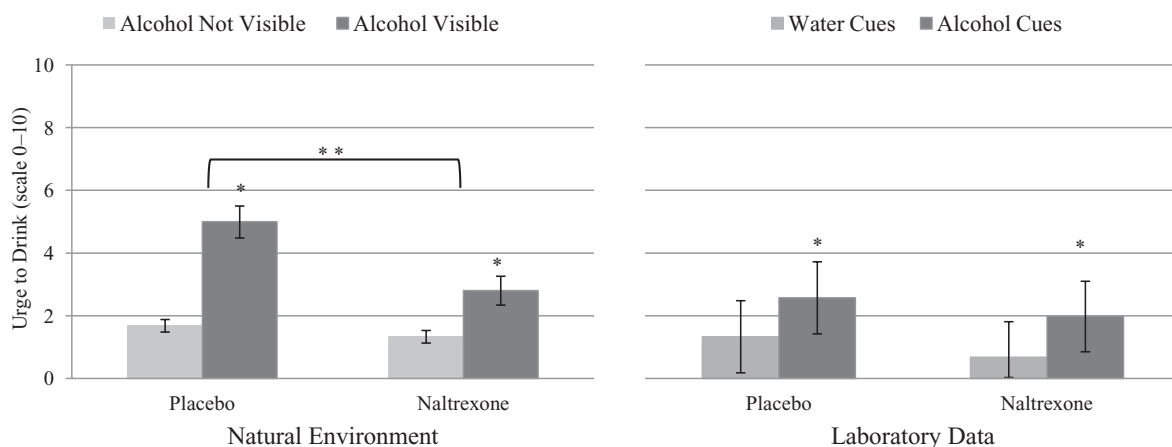 Alcohol Not Visible Alcohol Visible
Water Cues Alcohol Cues
Urge to Drink (scale 0–10)
10
8
6
4
2
0
* *
*
*
*
*
Placebo Naltrexone
Placebo Naltrexone
Natural Environment
Laboratory Data